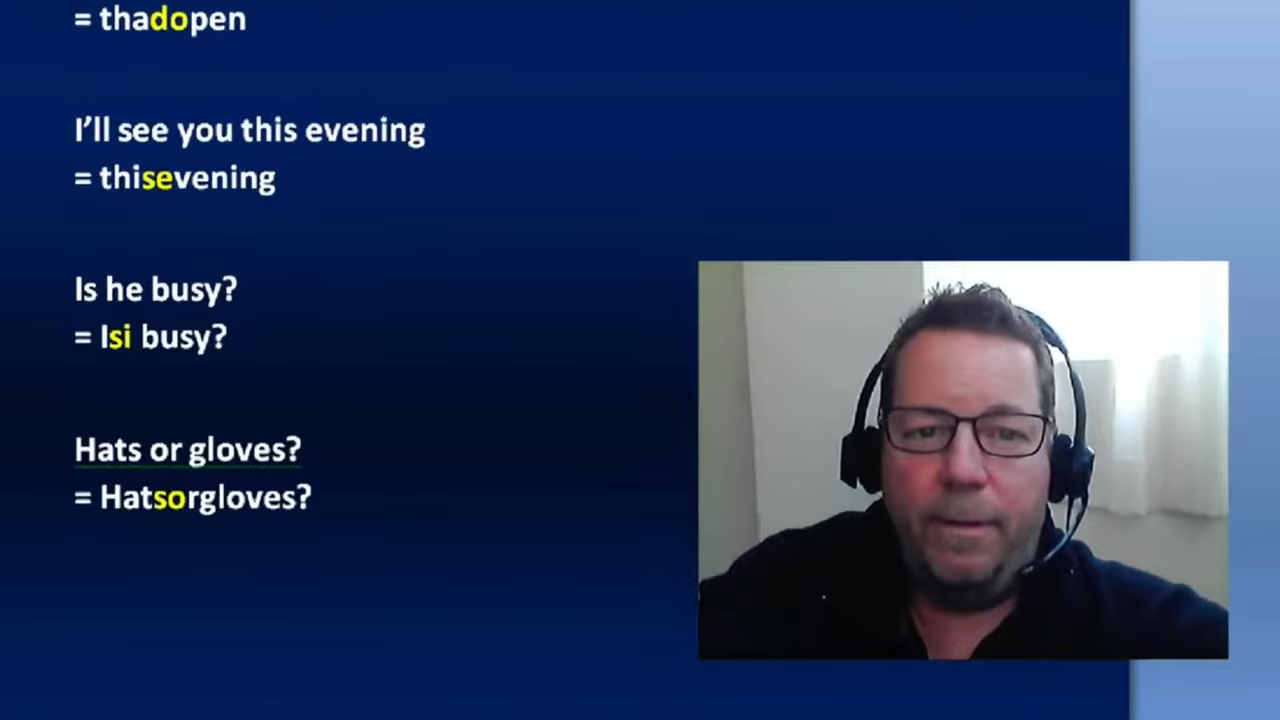 = thadopen
I'll see you this evening
= thisevening
Is he busy?
= Isi busy?
Hats or gloves?
= Hatsorgloves?